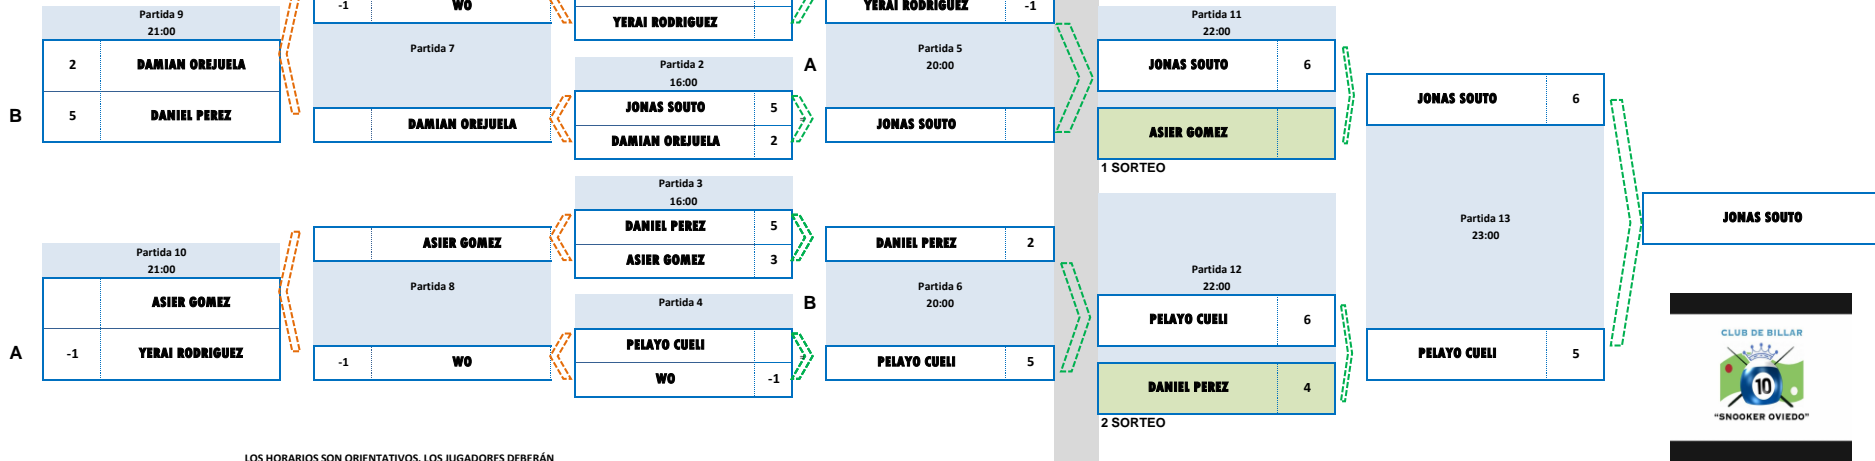 Partida 9
21:00
2 DAMIAN OREJUELA
B
5 DANIEL PEREZ
-1 WO
Partida 7
DAMIAN OREJUELA
YERAI RODRIGUEZ
Partida 2
16:00
JONAS SOUTO 5
DAMIAN OREJUELA 2
YERAI RODRIGUEZ -1
A
Partida 5
20:00
JONAS SOUTO
Partida 11
22:00
JONAS SOUTO 6
ASIER GOMEZ
1 SORTEO
JONAS SOUTO 6
Partida 13
23:00
PELAYO CUELI 5
JONAS SOUTO
Partida 10
21:00
ASIER GOMEZ
A
-1 YERAI RODRIGUEZ
ASIER GOMEZ
Partida 8
-1 WO
Partida 3
16:00
DANIEL PEREZ 5
ASIER GOMEZ 3
Partida 4
PELAYO CUELI
WO -1
DANIEL PEREZ 2
B
Partida 6
20:00
PELAYO CUELI 5
Partida 12
22:00
PELAYO CUELI 6
DANIEL PEREZ 4
2 SORTEO
CLUB DE BILLAR
10
"SNOOKER OVIEDO"
LOS HORARIOS SON ORIENTATIVOS. LOS JUGADORES DEBERÁN